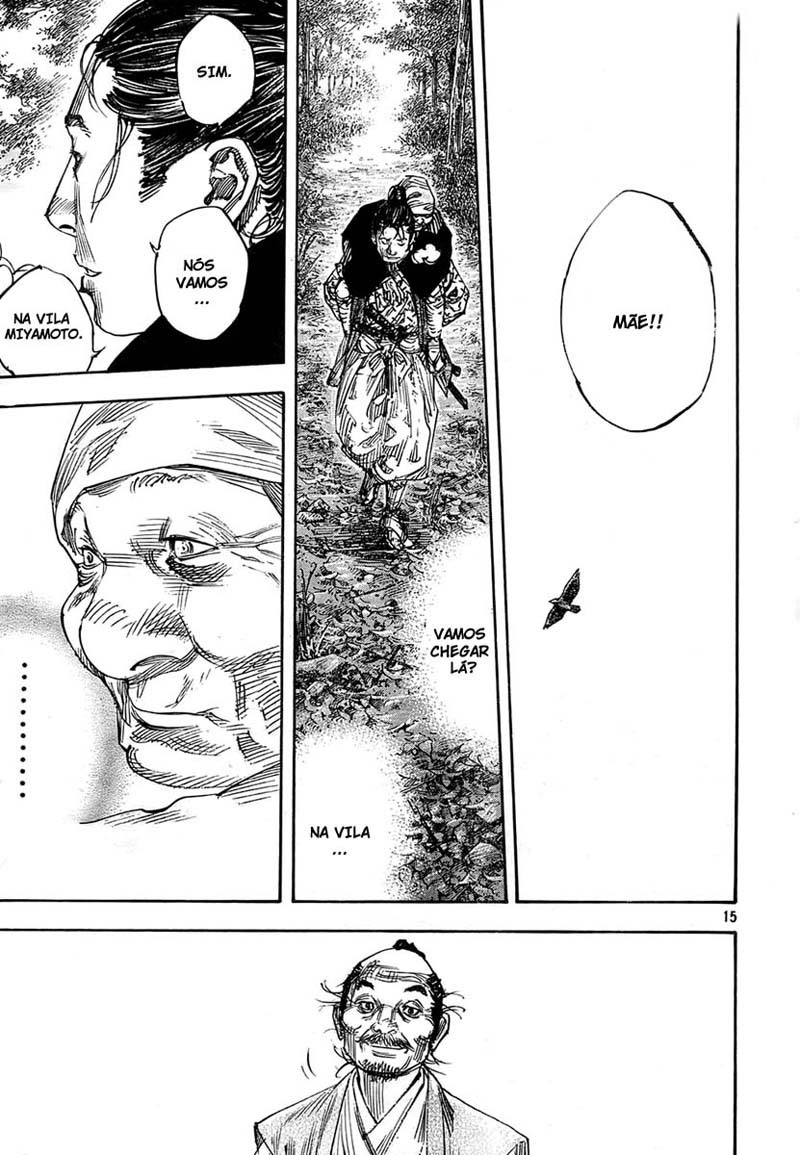 MÃE!!
VAMOS
CHEGAR
LÁ?
NA VILA
...
SIM.
NÓS
VAMOS
...
NA VILA
MIYAMOTO.
.........
15